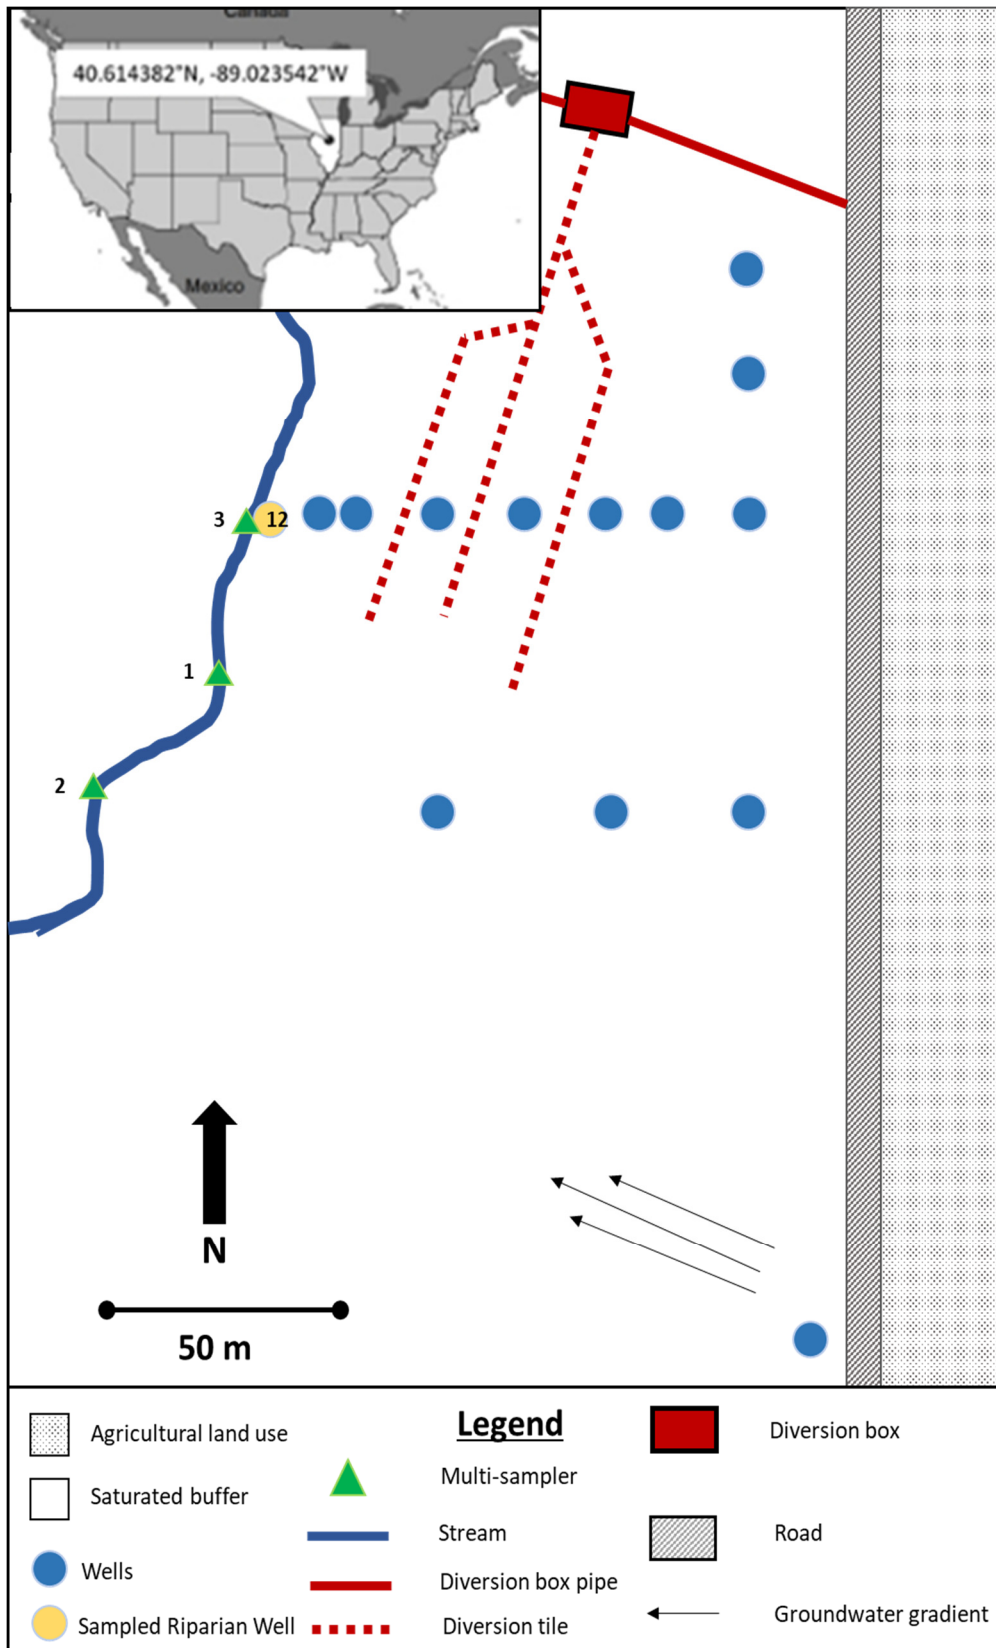 Canada
40.614382"N, -89.023542"W
Mexico
3
12
1
2
N
50 m
Legend
Agricultural land use
Saturated buffer
Wells
Sampled Riparian Well
Multi-sampler
Stream
Diversion box pipe
Diversion tile
Diversion box
Road
Groundwater gradient